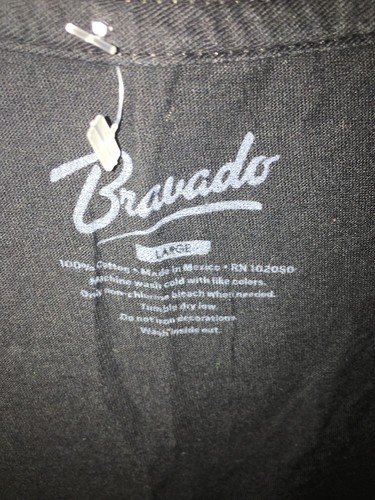 Bravado
LARGE
100% Cotton • Made in Mexico • RN 102050
Machine wash cold with like colors.
Only non-chlorine bleach when needed.
Tumble dry low.
Do not iron decorations.
Wash inside out.